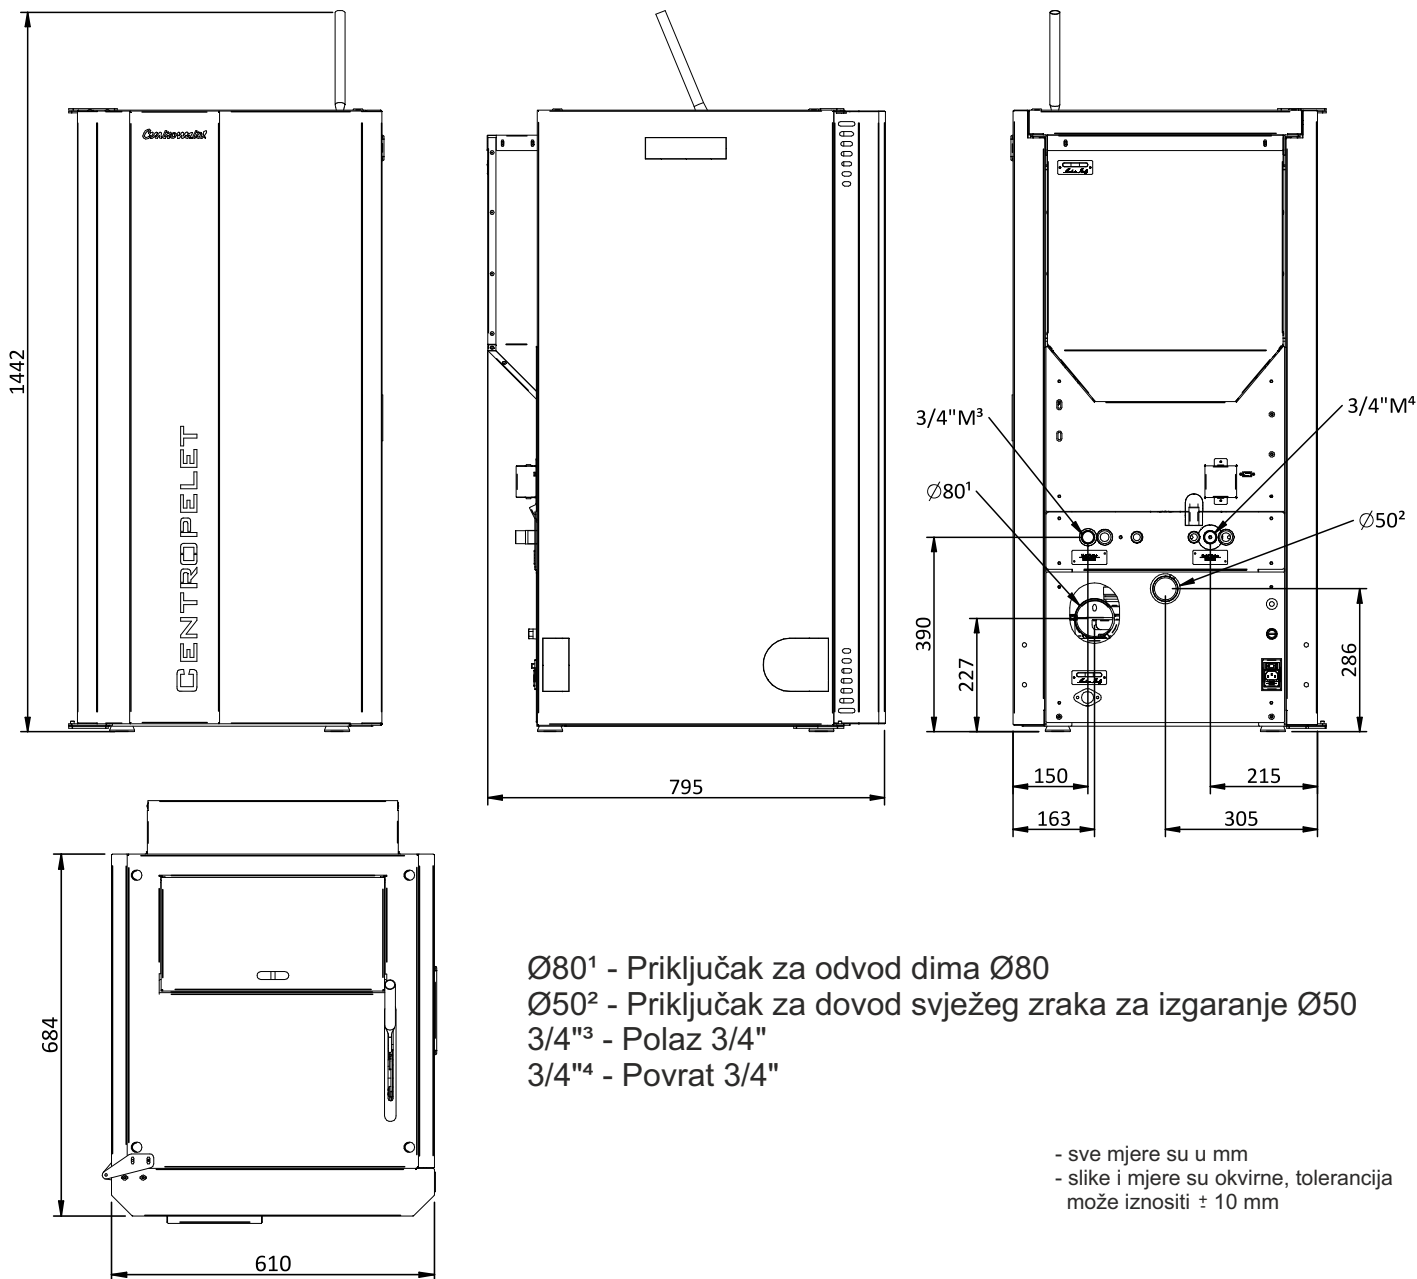 Centrometal
1442
CENTROPELET
795
3/4"M³
Ø80¹
3/4"M⁴
Ø50²
390
227
286
150
215
163
305
684
610
Ø80¹ - Priključak za odvod dima Ø80
Ø50² - Priključak za dovod svježeg zraka za izgaranje Ø50
3/4"³ - Polaz 3/4"
3/4"⁴ - Povrat 3/4"
- sve mjere su u mm
- slike i mjere su okvirne, tolerancija
može iznositi ± 10 mm